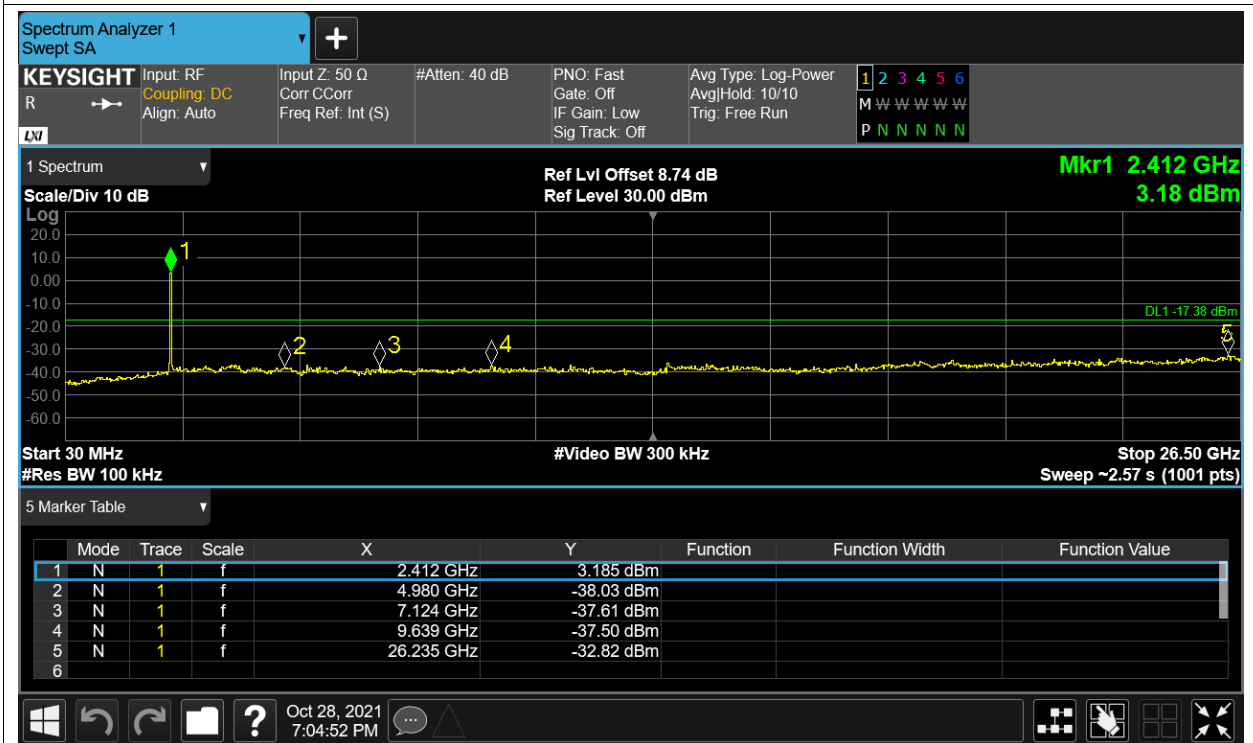 Spectrum Analyzer 1
Swept SA
KEYSIGHT
R
LXI
Input: RF
Coupling: DC
Align: Auto
Input Z: 50 Ω
Corr CCorr
Freq Ref: Int (S)
#Atten: 40 dB
PNO: Fast
Gate: Off
IF Gain: Low
Sig Track: Off
Avg Type: Log-Power
Avg|Hold: 10/10
Trig: Free Run
1 2 3 4 5 6
M W W W W W
P N N N N N
1 Spectrum
Scale/Div 10 dB
Ref Lvl Offset 8.74 dB
Ref Level 30.00 dBm
Mkr1 2.412 GHz
3.18 dBm
Log
20.0
10.0
0.00
-10.0
-20.0
-30.0
-40.0
-50.0
-60.0
1
2
3
4
5
DL1 -17.38 dBm
Start 30 MHz
#Res BW 100 kHz
#Video BW 300 kHz
Stop 26.50 GHz
Sweep ~2.57 s (1001 pts)
5 Marker Table
Mode Trace Scale X Y Function Function Width Function Value
1 N 1 f 2.412 GHz 3.185 dBm
2 N 1 f 4.980 GHz -38.03 dBm
3 N 1 f 7.124 GHz -37.61 dBm
4 N 1 f 9.639 GHz -37.50 dBm
5 N 1 f 26.235 GHz -32.82 dBm
6
Oct 28, 2021
7:04:52 PM